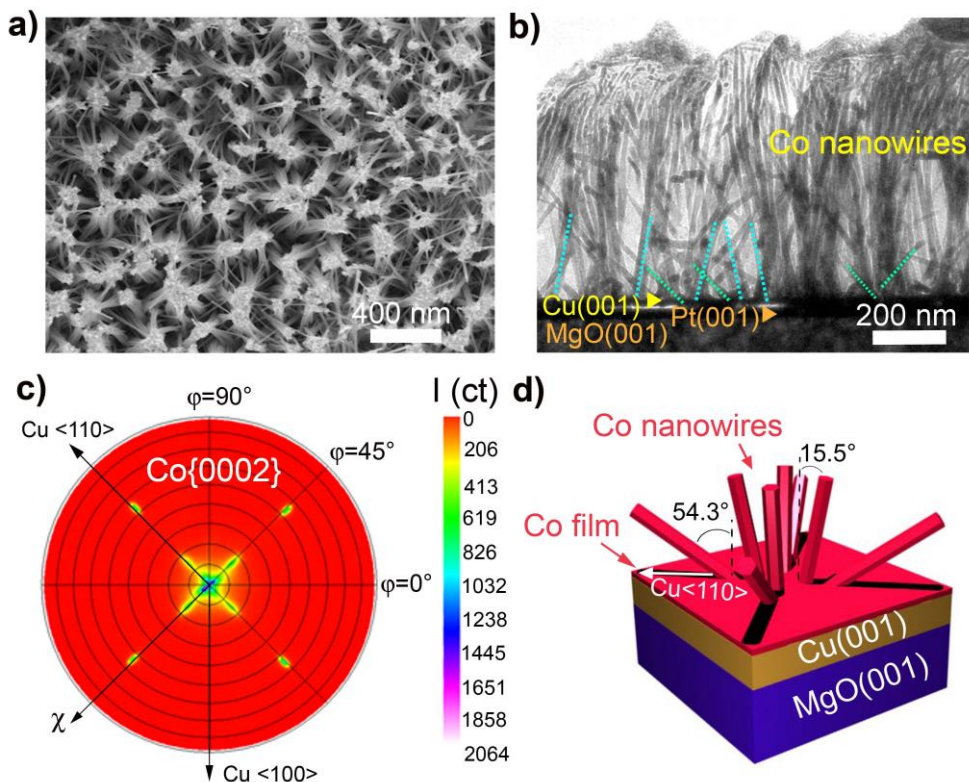 a)
400 nm
b)
Co nanowires
Cu(001)
MgO(001)
Pt(001)
200 nm
c)
φ=90°
Cu <110>
Co{0002}
φ=45°
φ=0°
χ
Cu <100>
I (ct)
0
206
413
619
826
1032
1238
1445
1651
1858
2064
d)
Co nanowires
15.5°
54.3°
Co film
Cu<110>
Cu(001)
MgO(001)